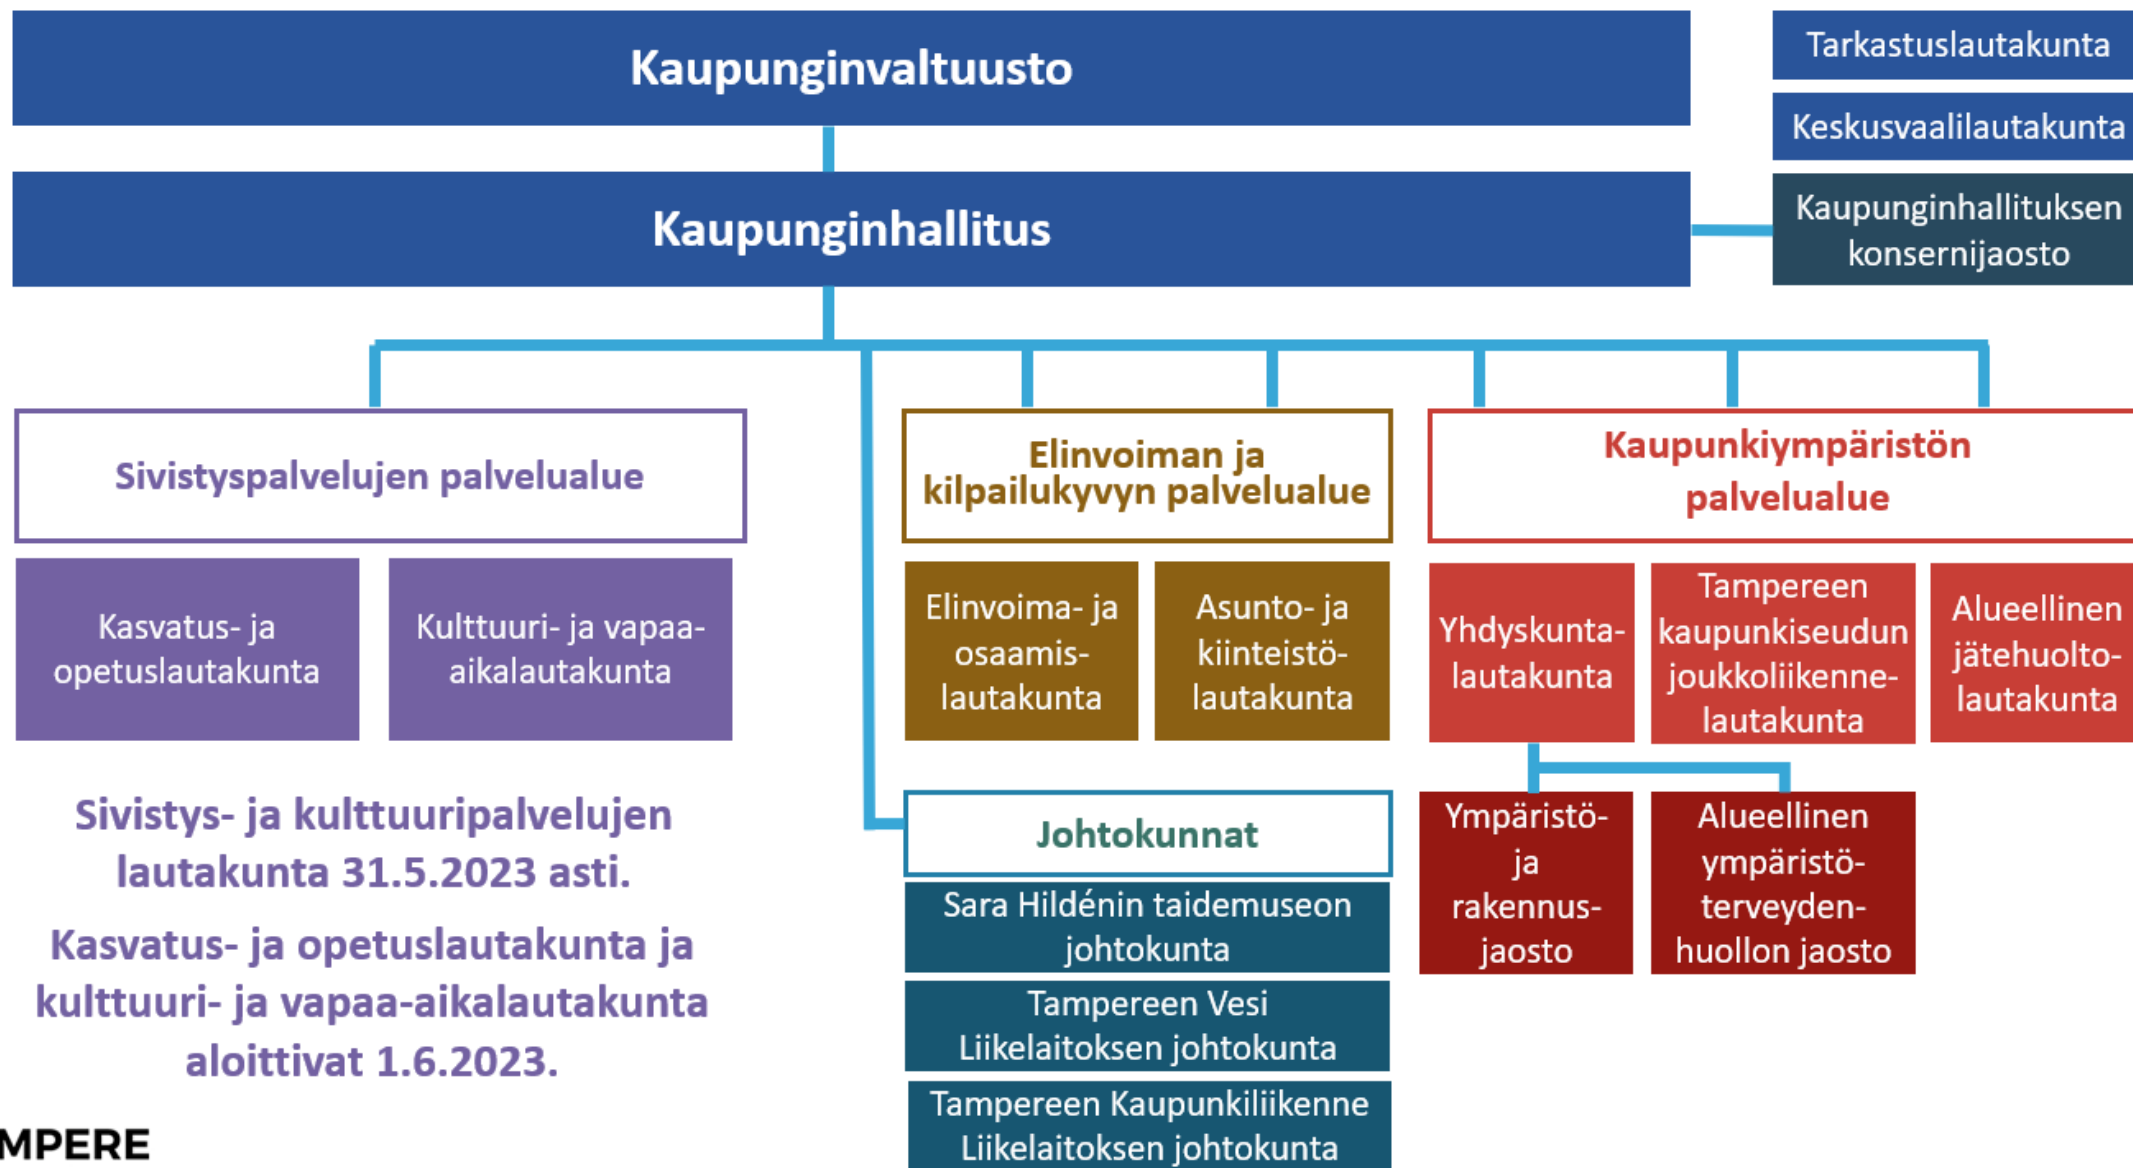 Kaupunginvaltuusto
Tarkastuslautakunta
Keskusvaalilautakunta
Kaupunginhallitus
Kaupunginhallituksen
konsernijaosto
Sivistyspalvelujen palvelualue
Kasvatus- ja
opetuslautakunta
Kulttuuri- ja vapaa-
aikalautakunta
Sivistys- ja kulttuuripalvelujen
lautakunta 31.5.2023 asti.
Kasvatus- ja opetuslautakunta ja
kulttuuri- ja vapaa-aikalautakunta
aloittivat 1.6.2023.
Elinvoiman ja
kilpailukyvyn palvelualue
Elinvoima- ja
osaamis-
lautakunta
Asunto- ja
kiinteistö-
lautakunta
Johtokunnat
Sara Hildénin taidemuseon
johtokunta
Tampereen Vesi
Liikelaitoksen johtokunta
Tampereen Kaupunkiliikenne
Liikelaitoksen johtokunta
Kaupunkiympäristön
palvelualue
Yhdyskunta-
lautakunta
Tampereen
kaupunkiseudun
joukkoliikenne-
lautakunta
Alueellinen
jätehuolto-
lautakunta
Ympäristö-
ja
rakennus-
jaosto
Alueellinen
ympäristö-
terveyden-
huollon jaosto
MPERE